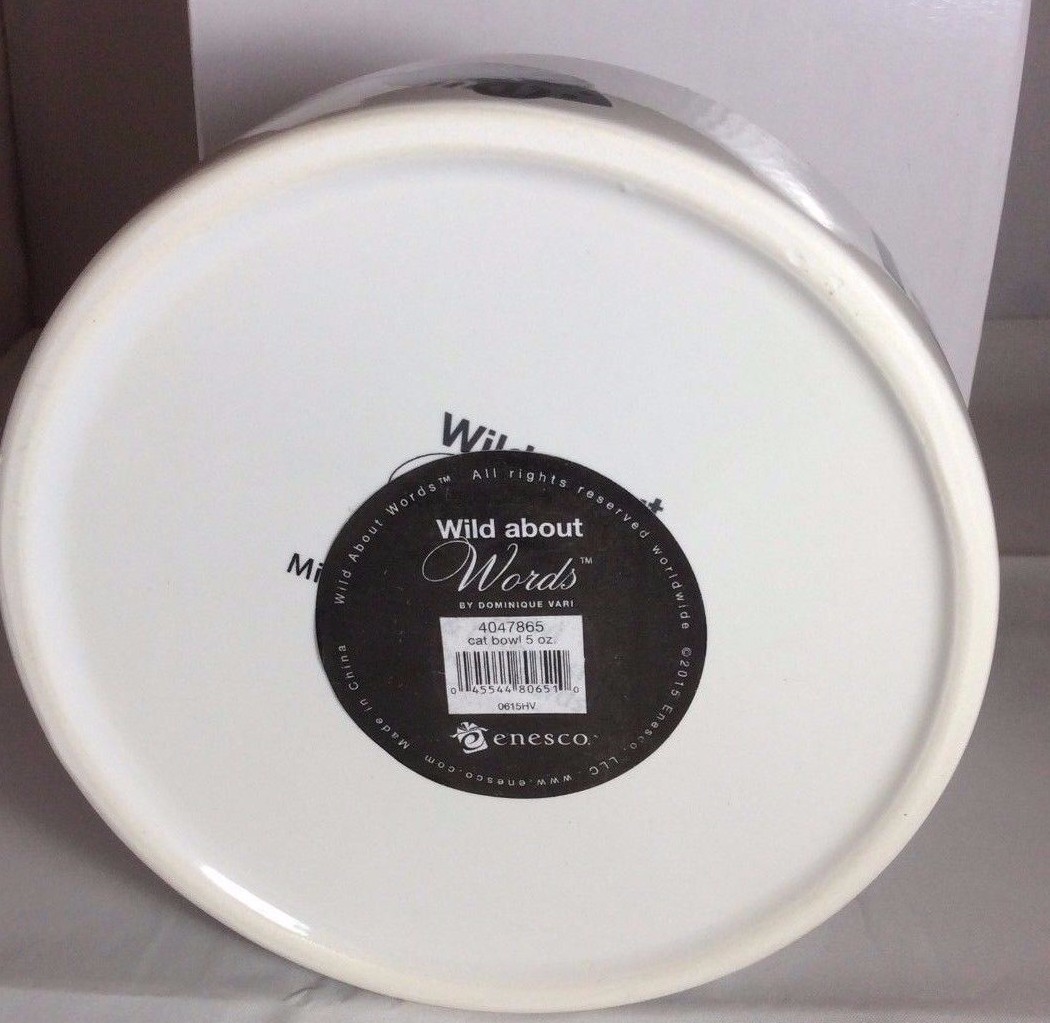 Wild About Words™ All rights reserved worldwide ©2015 Enesco, LLC www.enesco.com Made in China
Wild about
Words™
BY DOMINIQUE VARI
4047865
cat bowl 5 oz.
0 45544 80651 0
0615HV
enesco.